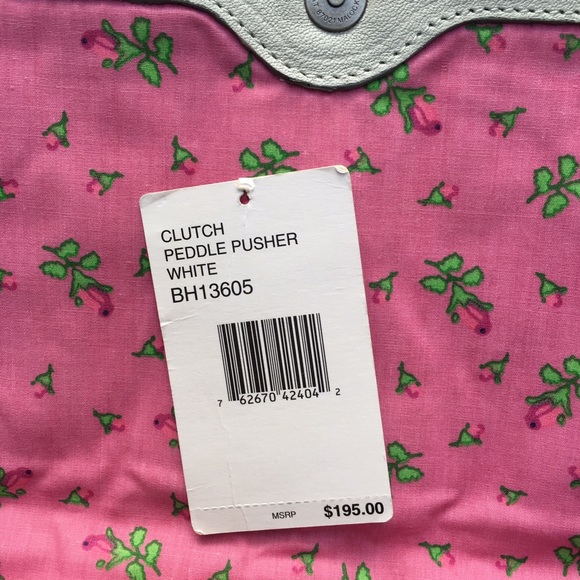 CLUTCH
PEDDLE PUSHER
WHITE
BH13605
7 62670 42404 2
MSRP $195.00